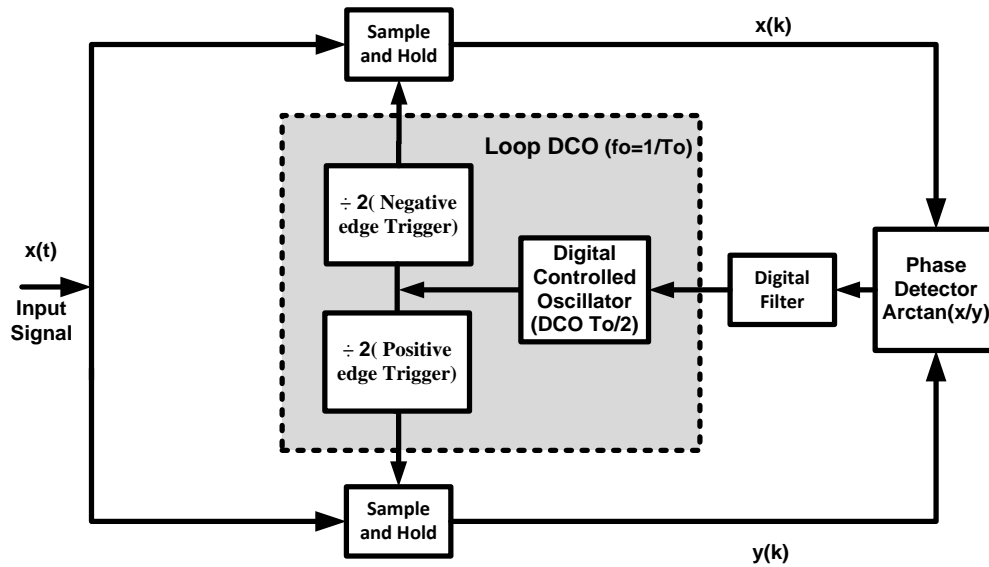 Sample
and Hold
x(k)
Loop DCO (fo=1/To)
÷ 2( Negative
edge Trigger)
x(t)
Input
Signal
Digital
Controlled
Oscillator
(DCO To/2)
Digital
Filter
Phase
Detector
Arctan(x/y)
÷ 2( Positive
edge Trigger)
Sample
and Hold
y(k)